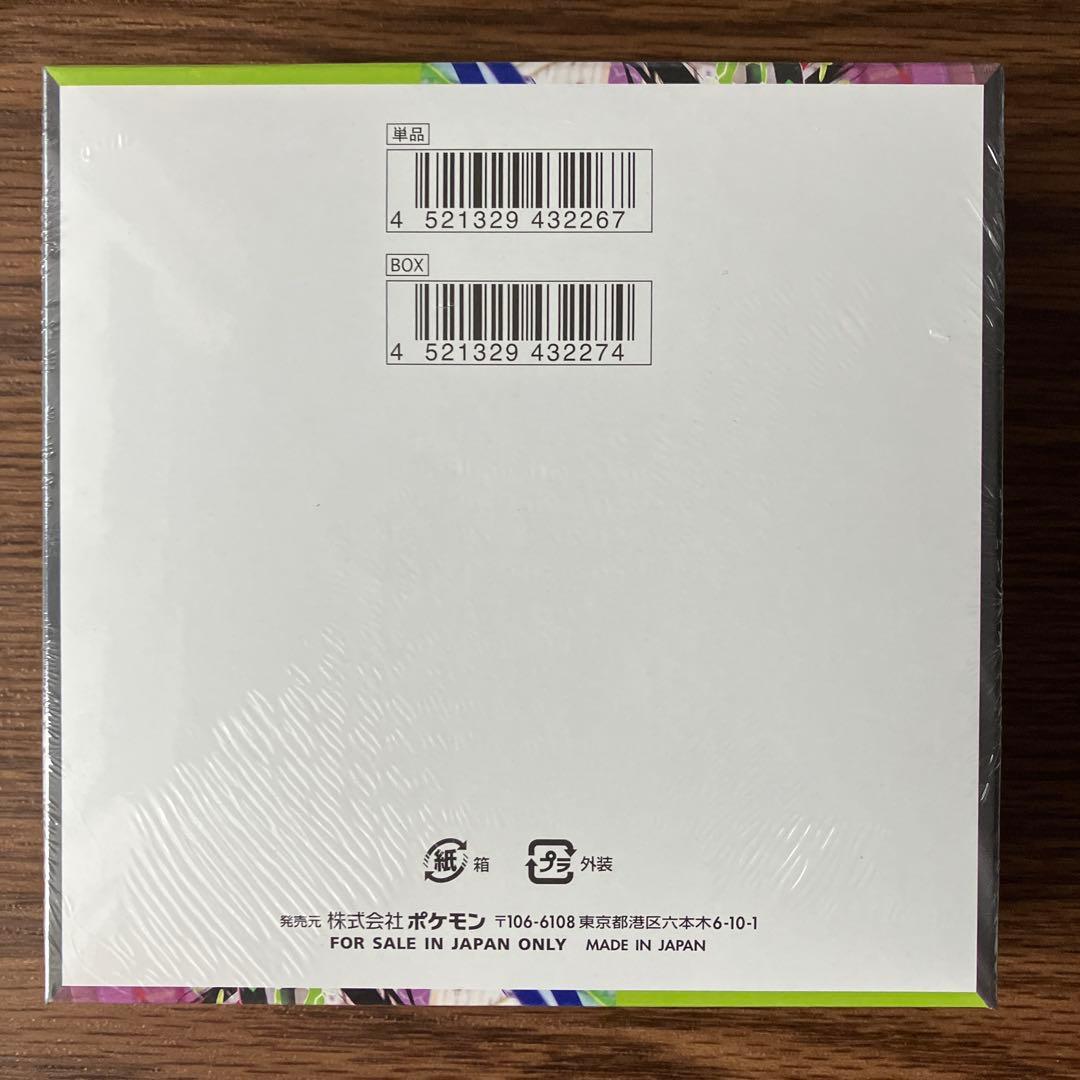 単品
4 521329 432267
BOX
4 521329 432274
紙 箱 プラ 外装
発売元 株式会社 ポケモン 〒106-6108 東京都港区六本木6-10-1
FOR SALE IN JAPAN ONLY MADE IN JAPAN